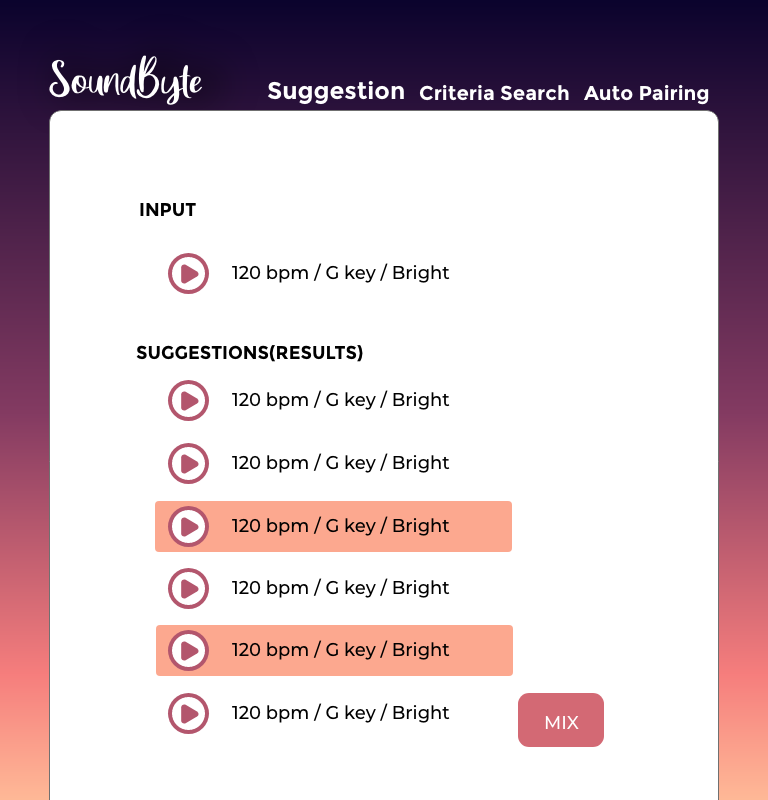 SoundByte
Suggestion Criteria Search Auto Pairing
INPUT
120 bpm / G key / Bright
SUGGESTIONS(RESULTS)
120 bpm / G key / Bright
120 bpm / G key / Bright
120 bpm / G key / Bright
120 bpm / G key / Bright
120 bpm / G key / Bright
120 bpm / G key / Bright
MIX